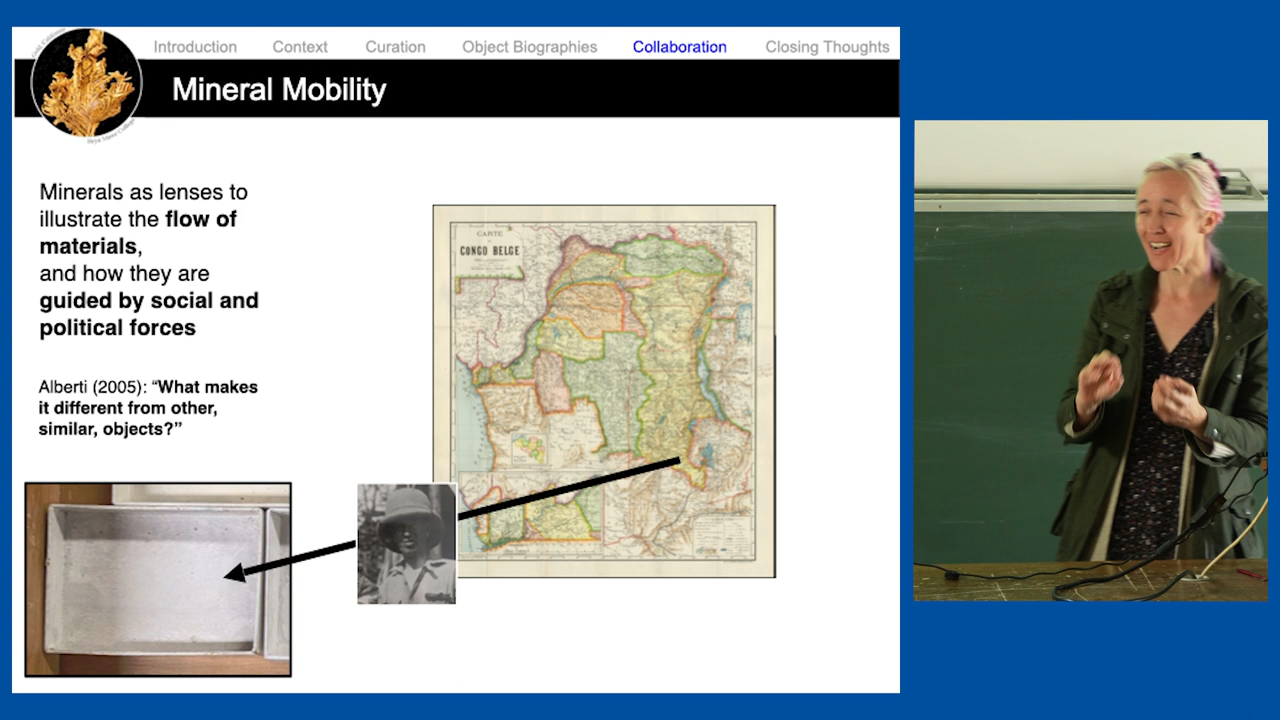 Introduction Context Curation Object Biographies Collaboration Closing Thoughts
Mineral Mobility
Minerals as lenses to
illustrate the flow of
materials,
and how they are
guided by social and
political forces
Alberti (2005): “What makes
it different from other,
similar, objects?”
CARTE
CONGO BELGE